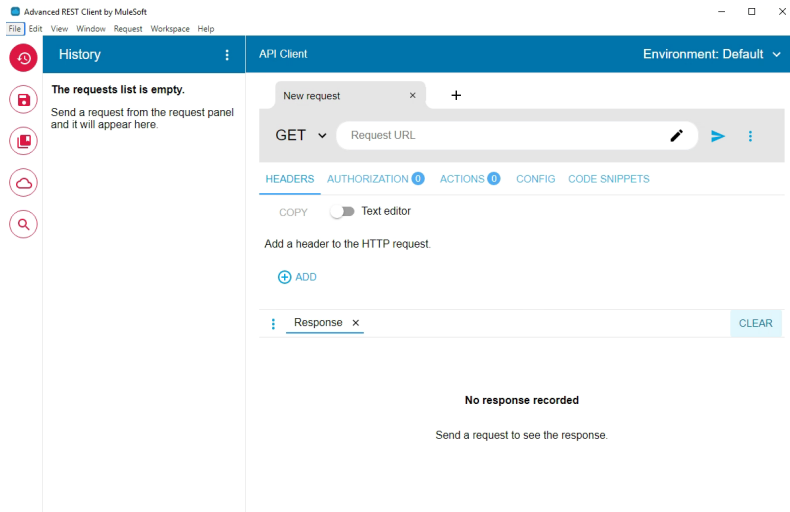 Advanced REST Client by MuleSoft
File Edit View Window Request Workspace Help
History
The requests list is empty.
Send a request from the request panel
and it will appear here.
API Client
Environment: Default
New request
GET
Request URL
HEADERS AUTHORIZATION 0 ACTIONS 0 CONFIG CODE SNIPPETS
COPY Text editor
Add a header to the HTTP request.
ADD
Response
CLEAR
No response recorded
Send a request to see the response.